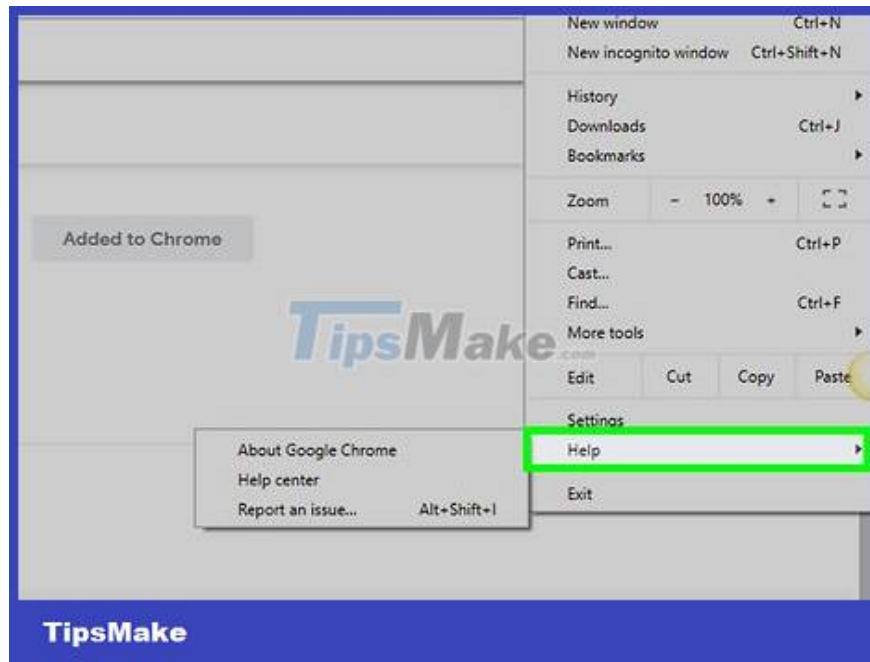 New window Ctrl+N
New incognito window Ctrl+Shift+N
History
Downloads Ctrl+J
Bookmarks
Zoom - 100% +
Added to Chrome
Print... Ctrl+P
Cast...
Find... Ctrl+F
TipsMake.com
More tools
Edit Cut Copy Paste
Settings
Help
About Google Chrome
Help center
Report an issue... Alt+Shift+I
Exit
TipsMake